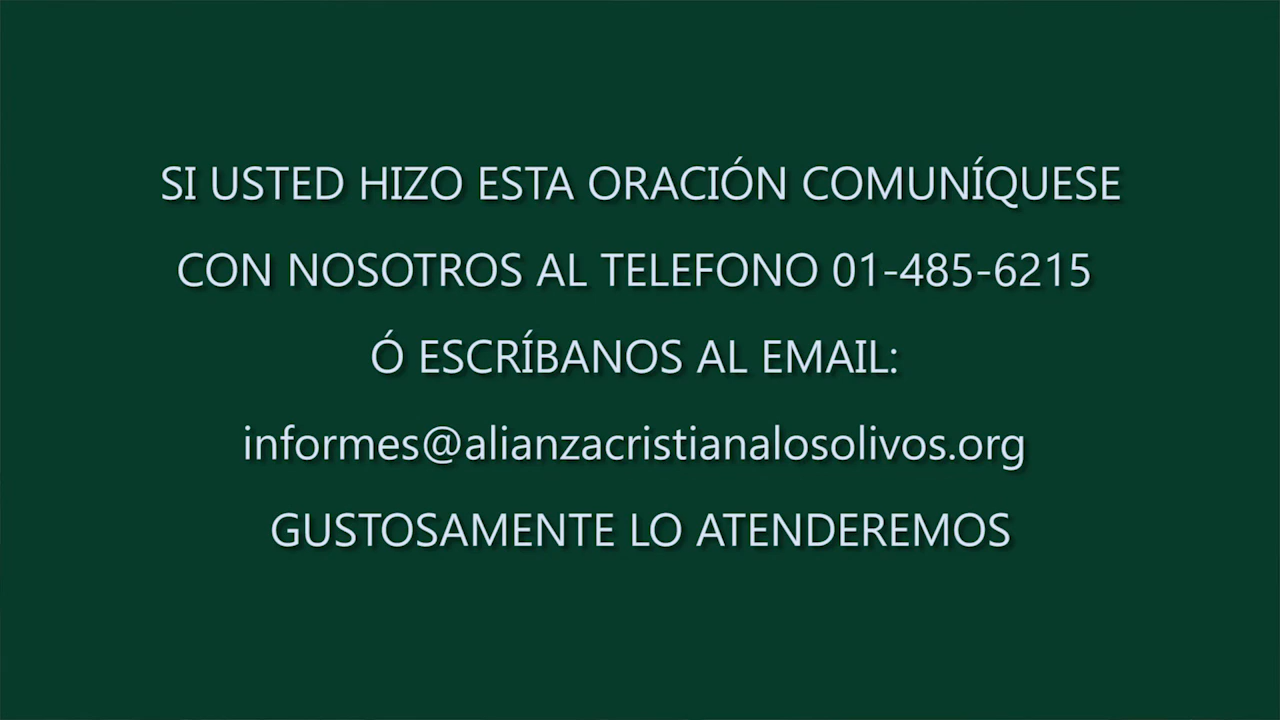 SI USTED HIZO ESTA ORACIÓN COMUNÍQUESE
CON NOSOTROS AL TELEFONO 01-485-6215
Ó ESCRÍBANOS AL EMAIL:
informes@alianzacristianalosolivos.org
GUSTOSAMENTE LO ATENDEREMOS